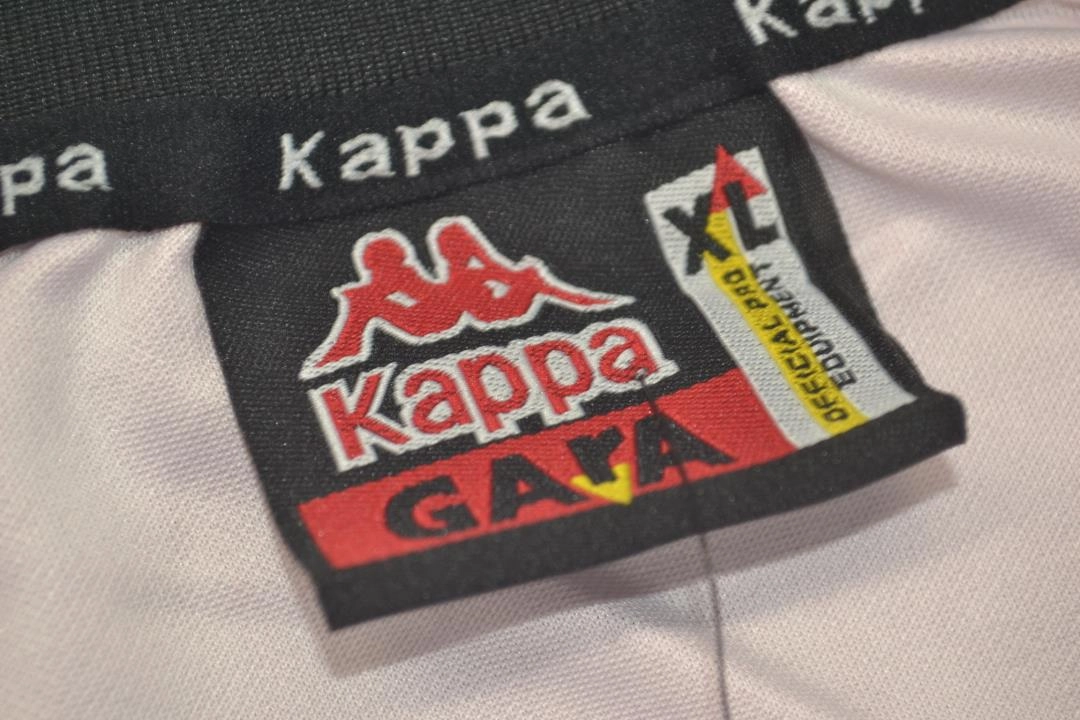 Kappa
Kappa
pa
Kappa
GArA
XL
OFFICIAL PRO
EQUIPMENT